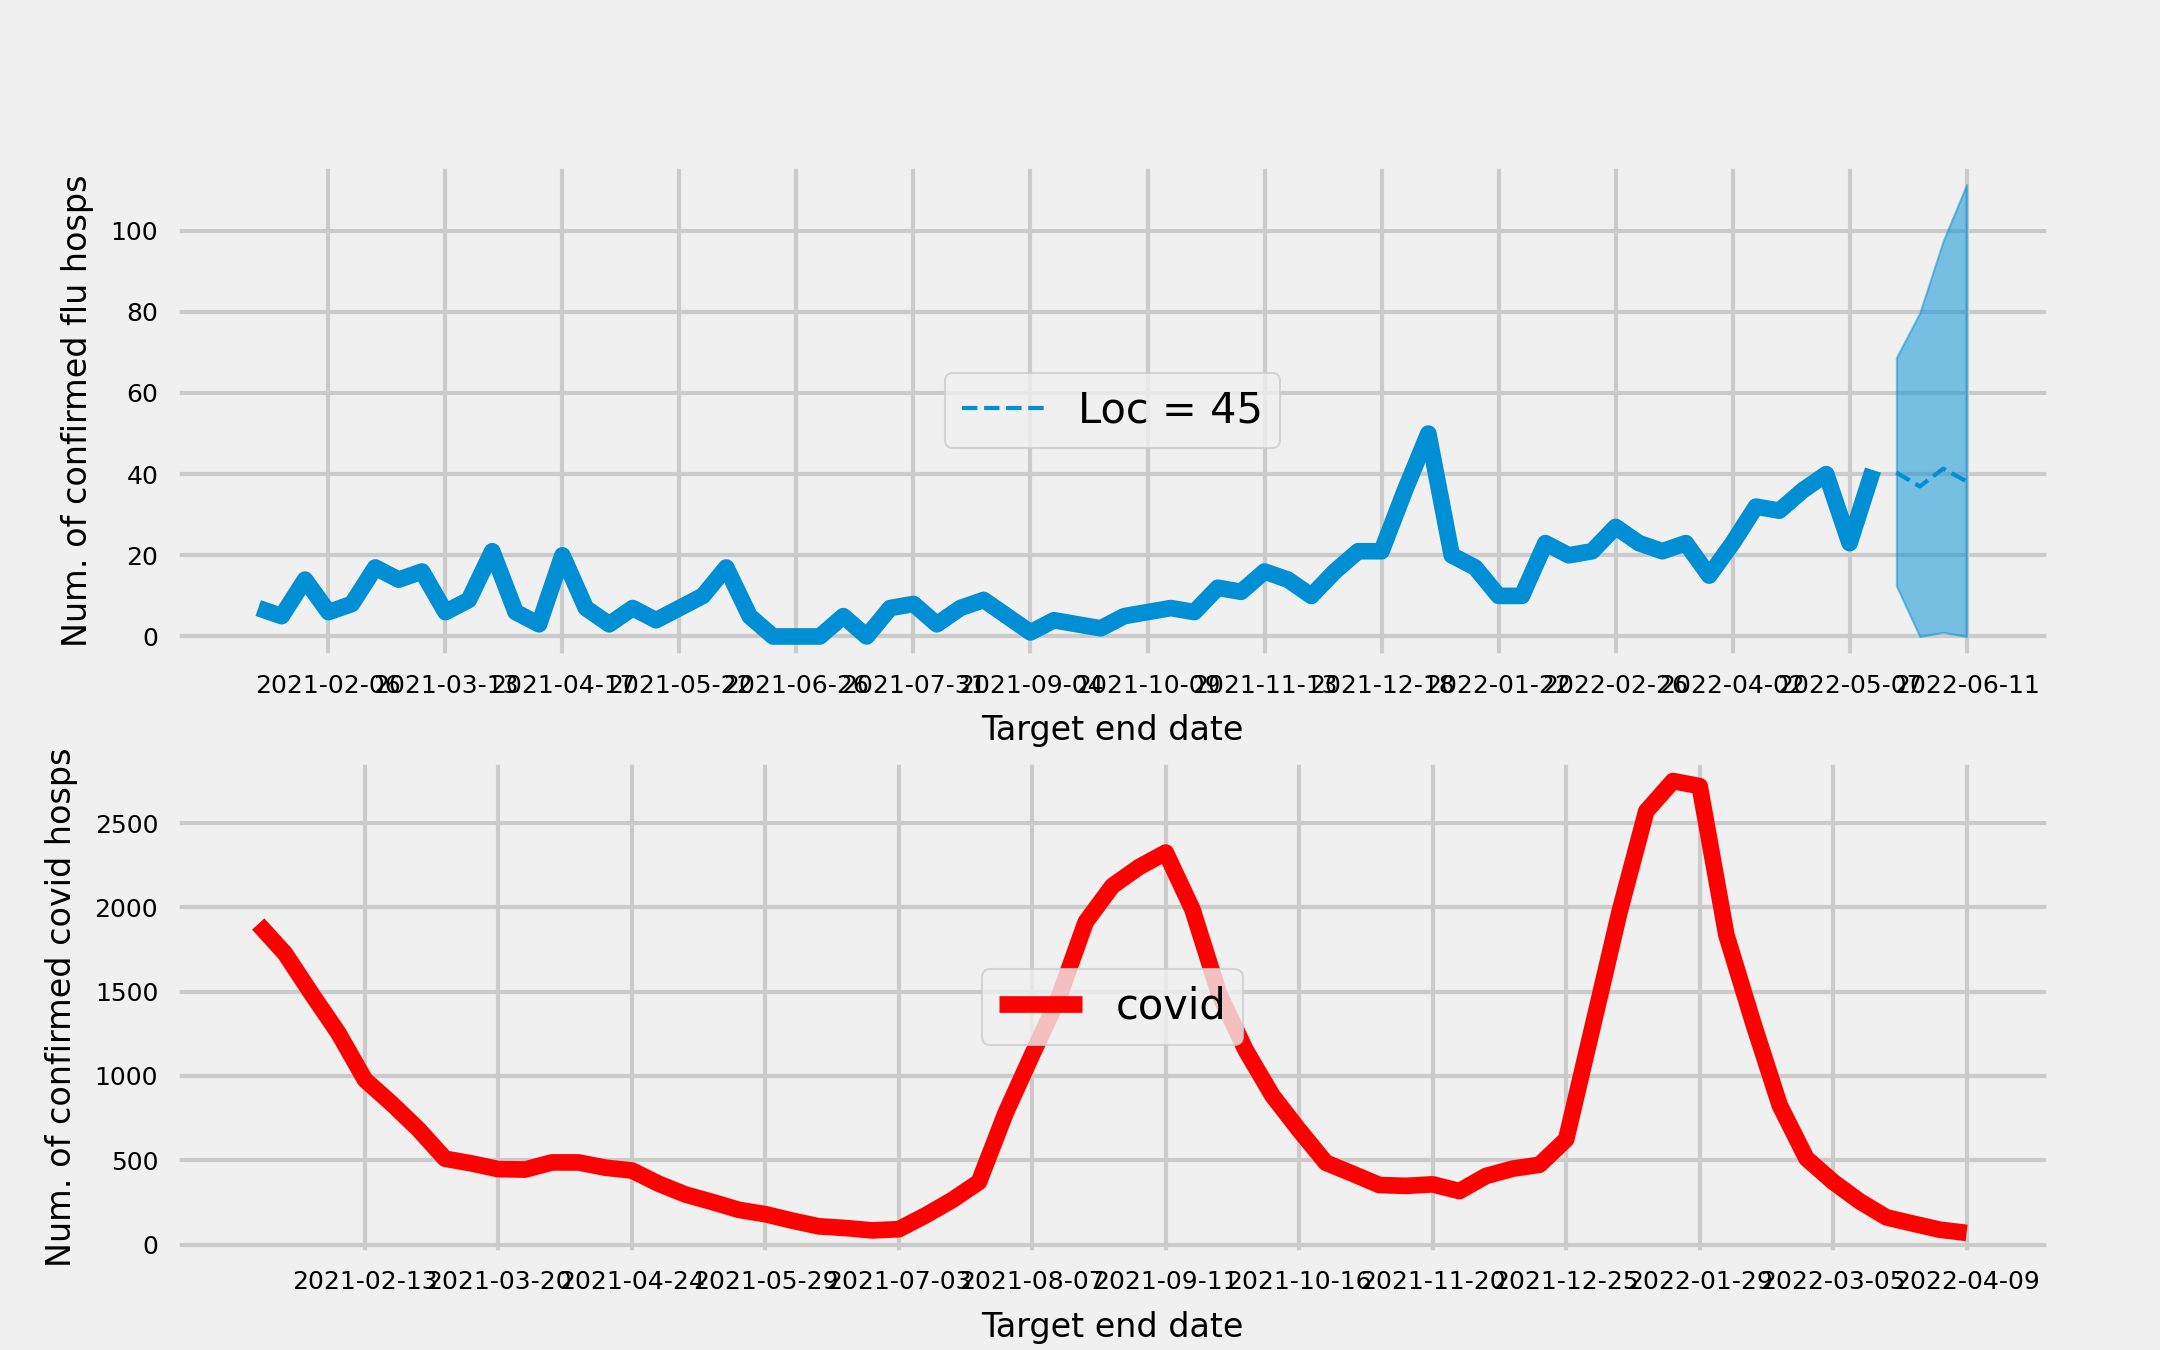 Num. of confirmed flu hosps
100
80
60
40
20
0
Loc = 45
2021-02-06 2021-03-13 2021-04-17 2021-05-22 2021-06-26 2021-07-31 2021-09-04 2021-10-09 2021-11-13 2021-12-18 2022-01-22 2022-02-26 2022-04-02 2022-05-07 2022-06-11
Target end date
Num. of confirmed covid hosps
2500
2000
1500
1000
500
0
covid
2021-02-13 2021-03-20 2021-04-24 2021-05-29 2021-07-03 2021-08-07 2021-09-11 2021-10-16 2021-11-20 2021-12-25 2022-01-29 2022-03-05 2022-04-09
Target end date